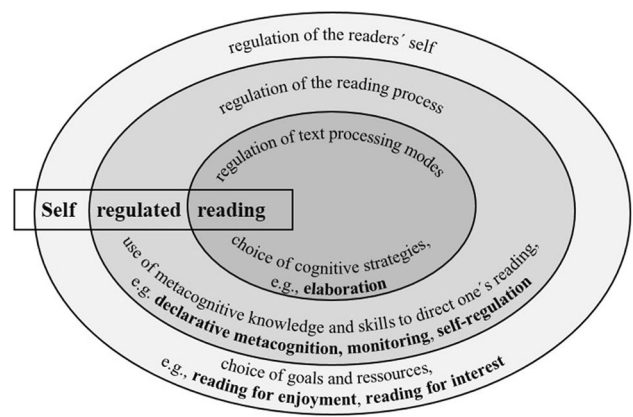 regulation of the readers´ self
regulation of the reading process
regulation of text processing modes
Self regulated reading
choice of cognitive strategies,
e.g., elaboration
use of metacognitive knowledge and skills to direct one´s reading,
e.g. declarative metacognition, monitoring, self-regulation
choice of goals and ressources,
e.g., reading for enjoyment, reading for interest